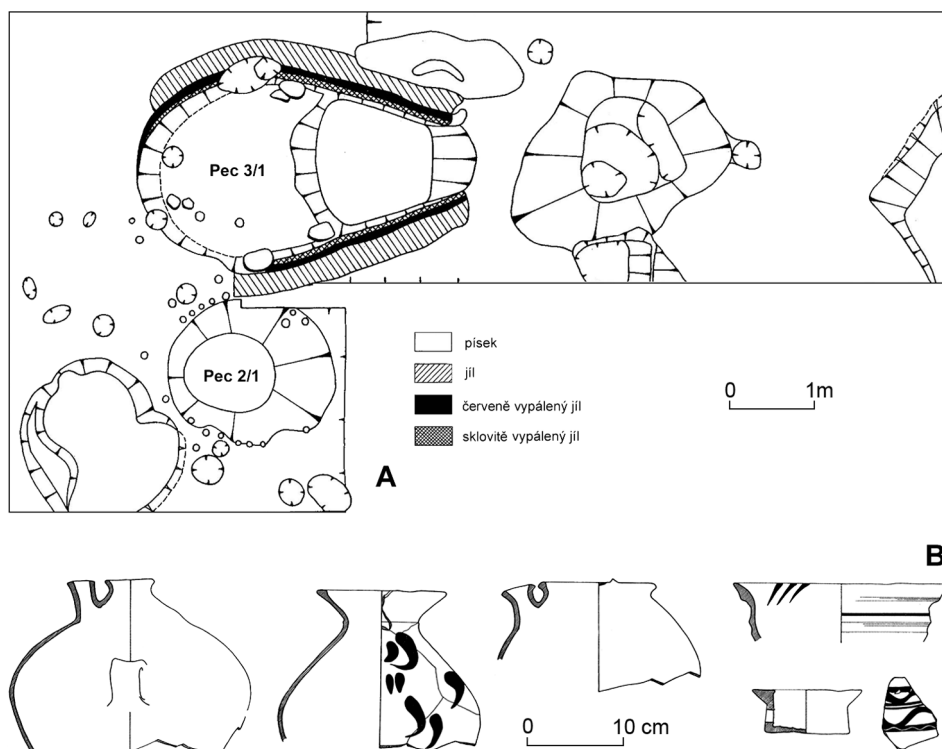 Pec 3/1
Pec 2/1
písek
jíl
červeně vypálený jíl
sklovitě vypálený jíl
0 1m
A
B
0 10 cm